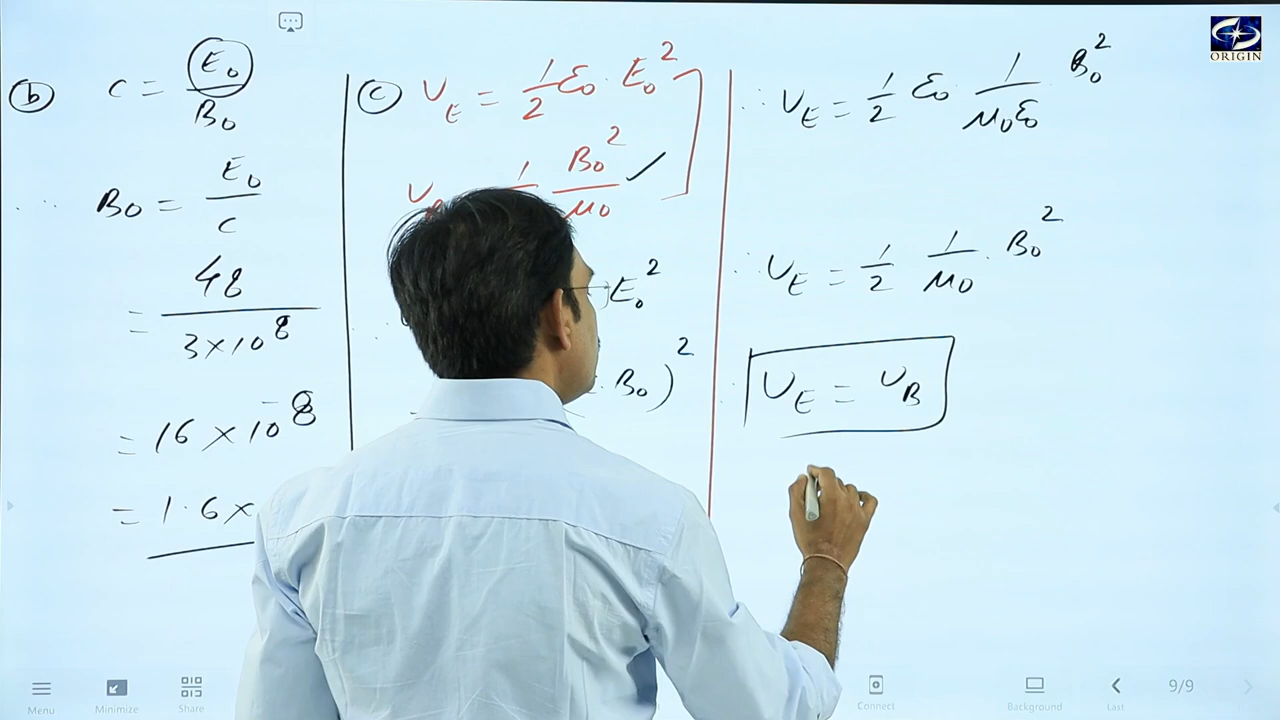 ORIGIN
(b) C = E₀/B₀
∴ B₀ = E₀/C
= 48/(3×10⁸)
= 16×10⁻⁸
= 1.6×
(c) U_E = 1/2 ε₀ · E₀²
1/2 B₀²/μ₀ ✓
E₀²
· B₀)²
∴ U_E = 1/2 ε₀ · 1/(μ₀ε₀) B₀²
∴ U_E = 1/2 1/μ₀ · B₀²
U_E = U_B
Menu
Minimize
Share
Connect
Background
Last
9/9